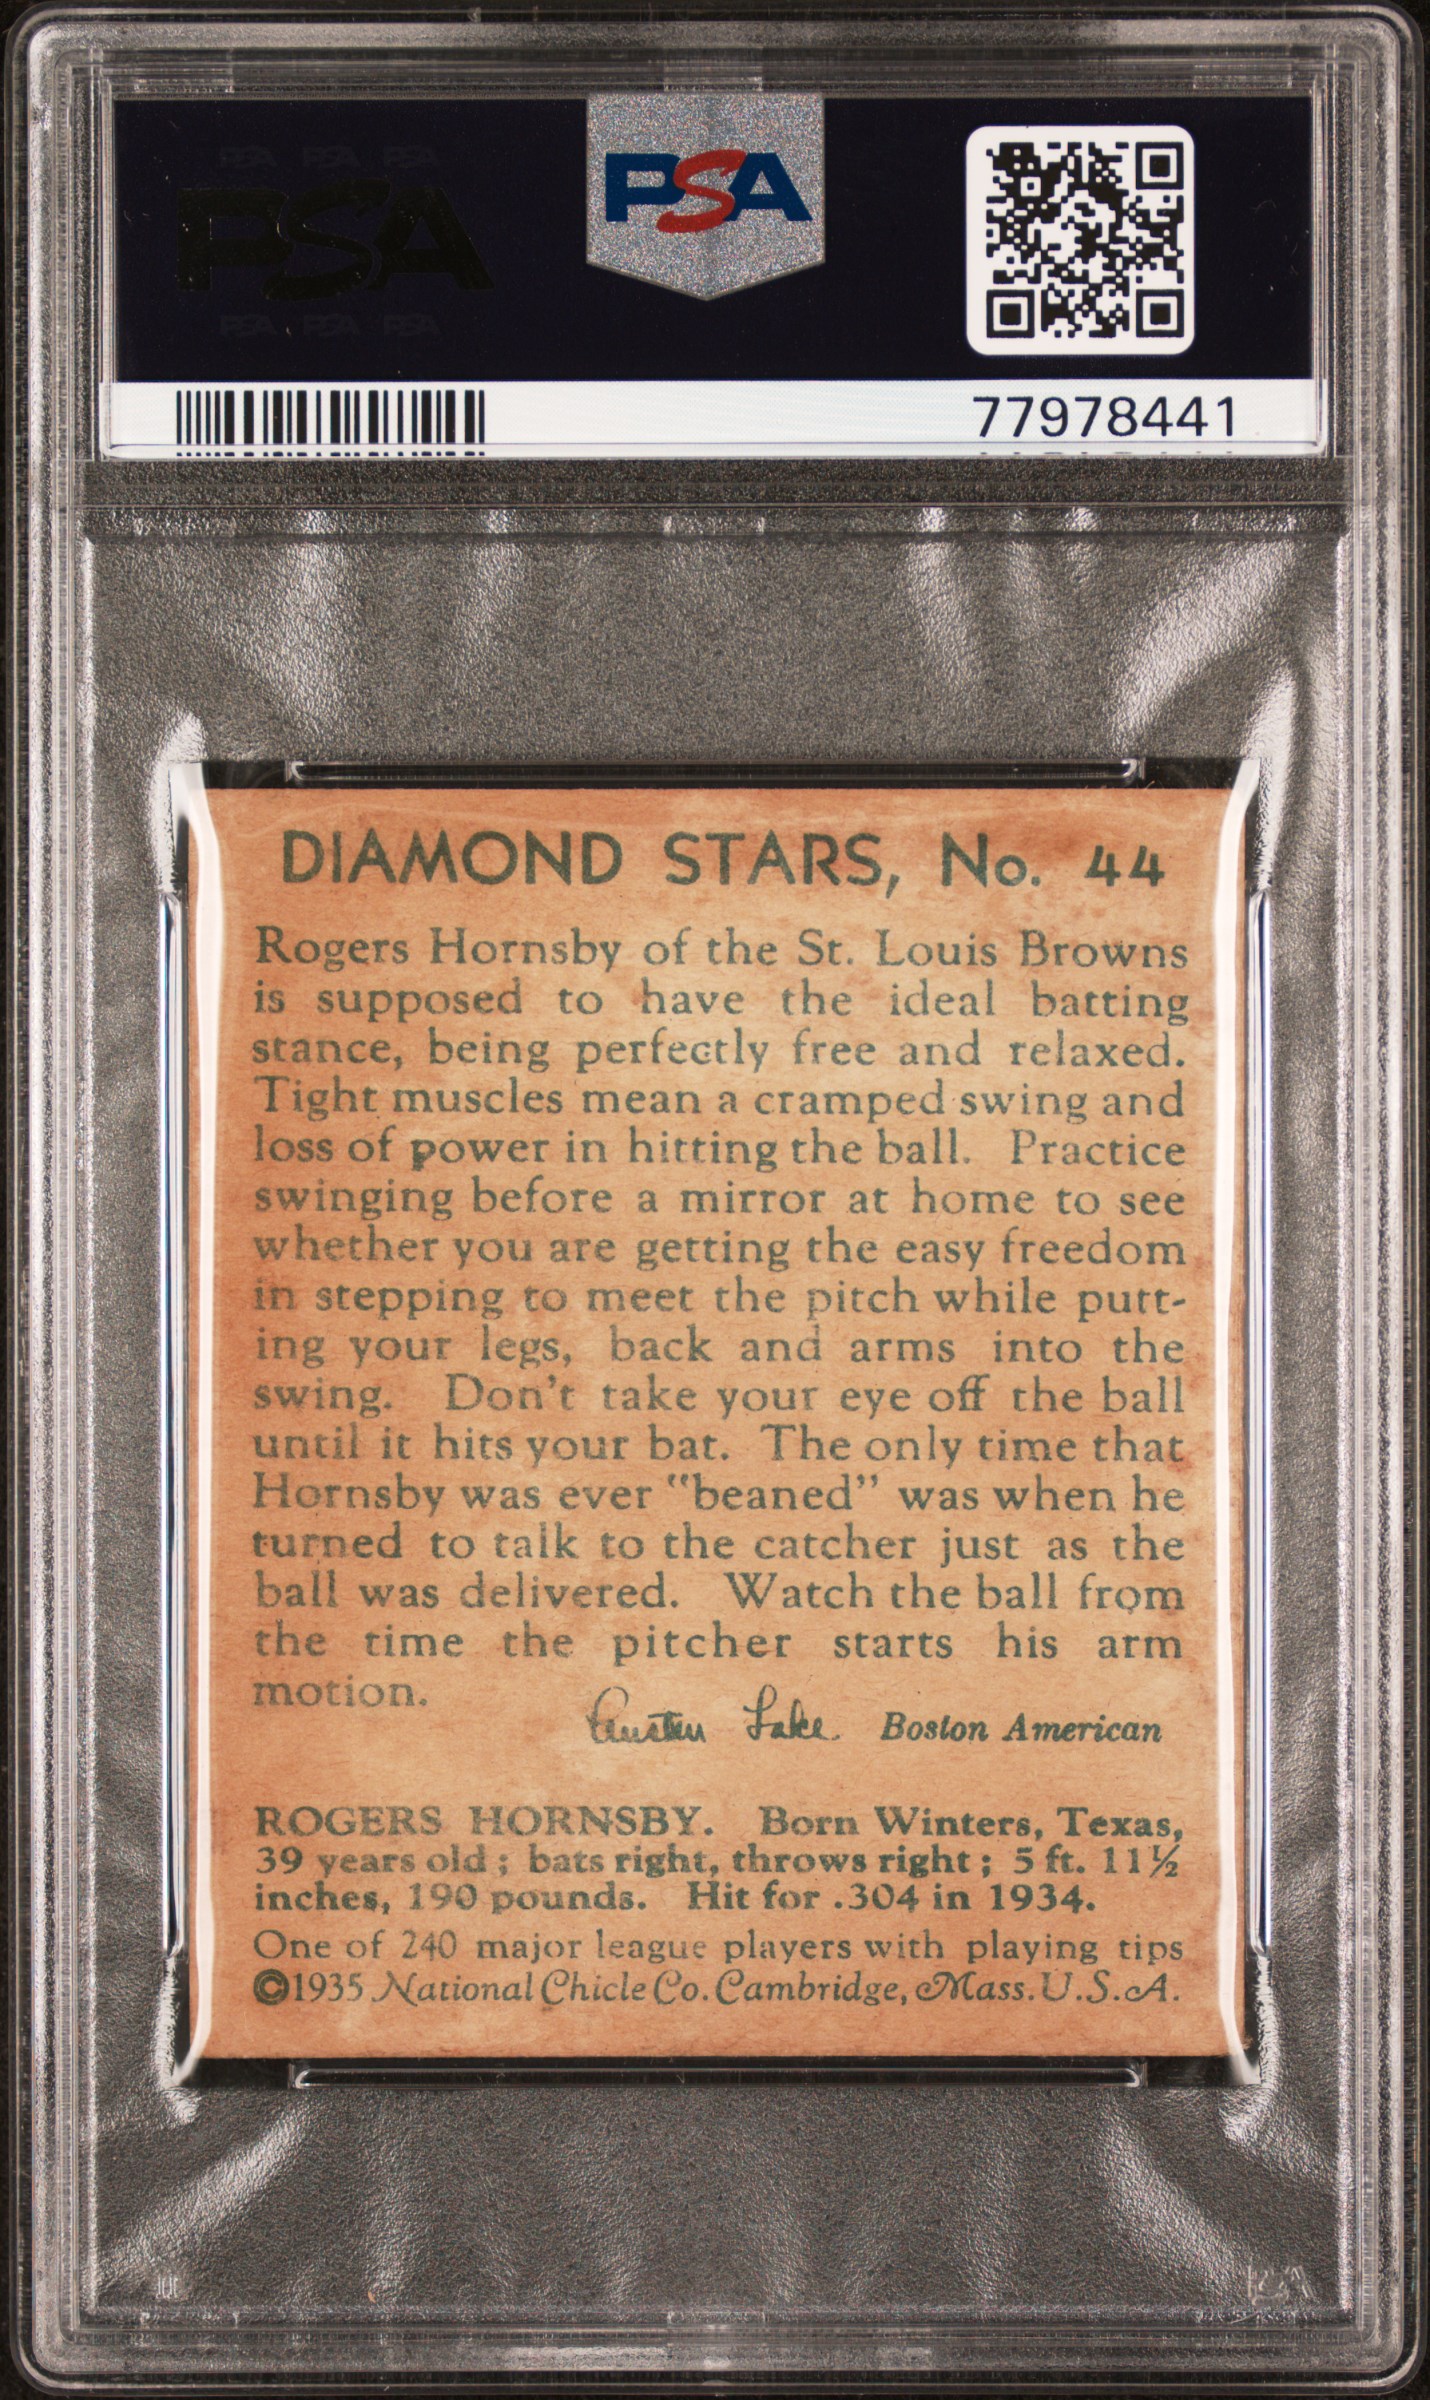 PSA PSA PSA
PSA
PSA
PSA PSA PSA
77978441
DIAMOND STARS, No. 44
Rogers Hornsby of the St. Louis Browns
is supposed to have the ideal batting
stance, being perfectly free and relaxed.
Tight muscles mean a cramped swing and
loss of power in hitting the ball. Practice
swinging before a mirror at home to see
whether you are getting the easy freedom
in stepping to meet the pitch while putt-
ing your legs, back and arms into the
swing. Don't take your eye off the ball
until it hits your bat. The only time that
Hornsby was ever "beaned" was when he
turned to talk to the catcher just as the
ball was delivered. Watch the ball from
the time the pitcher starts his arm
motion.
Austen Lake Boston American
ROGERS HORNSBY. Born Winters, Texas,
39 years old; bats right, throws right; 5 ft. 11½
inches, 190 pounds. Hit for .304 in 1934.
One of 240 major league players with playing tips
©1935 National Chicle Co. Cambridge, Mass. U.S.A.